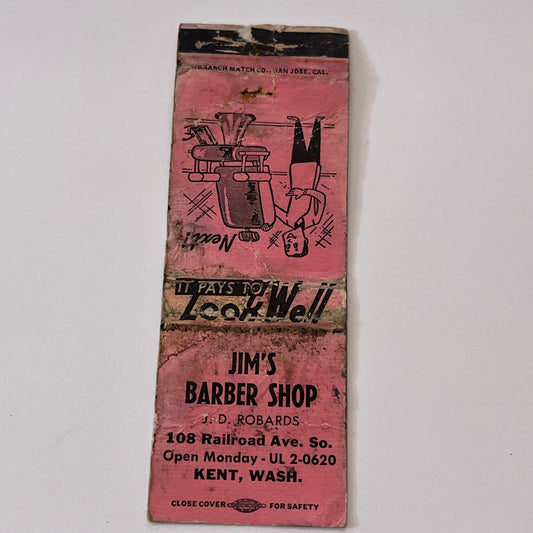 MONARCH MATCH CO., SAN JOSE, CAL.
Next!
IT PAYS TO
Look Well
JIM'S
BARBER SHOP
J. D. ROBARDS
108 Railroad Ave. So.
Open Monday - UL 2-0620
KENT, WASH.
CLOSE COVER FOR SAFETY